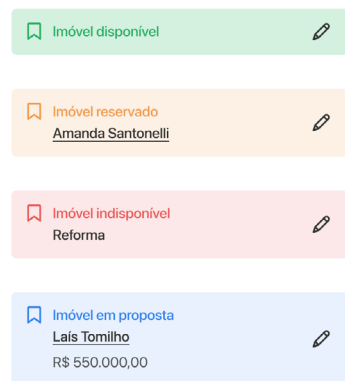 Imóvel disponível
Imóvel reservado
Amanda Santonelli
Imóvel indisponível
Reforma
Imóvel em proposta
Laís Tomilho
R$ 550.000,00